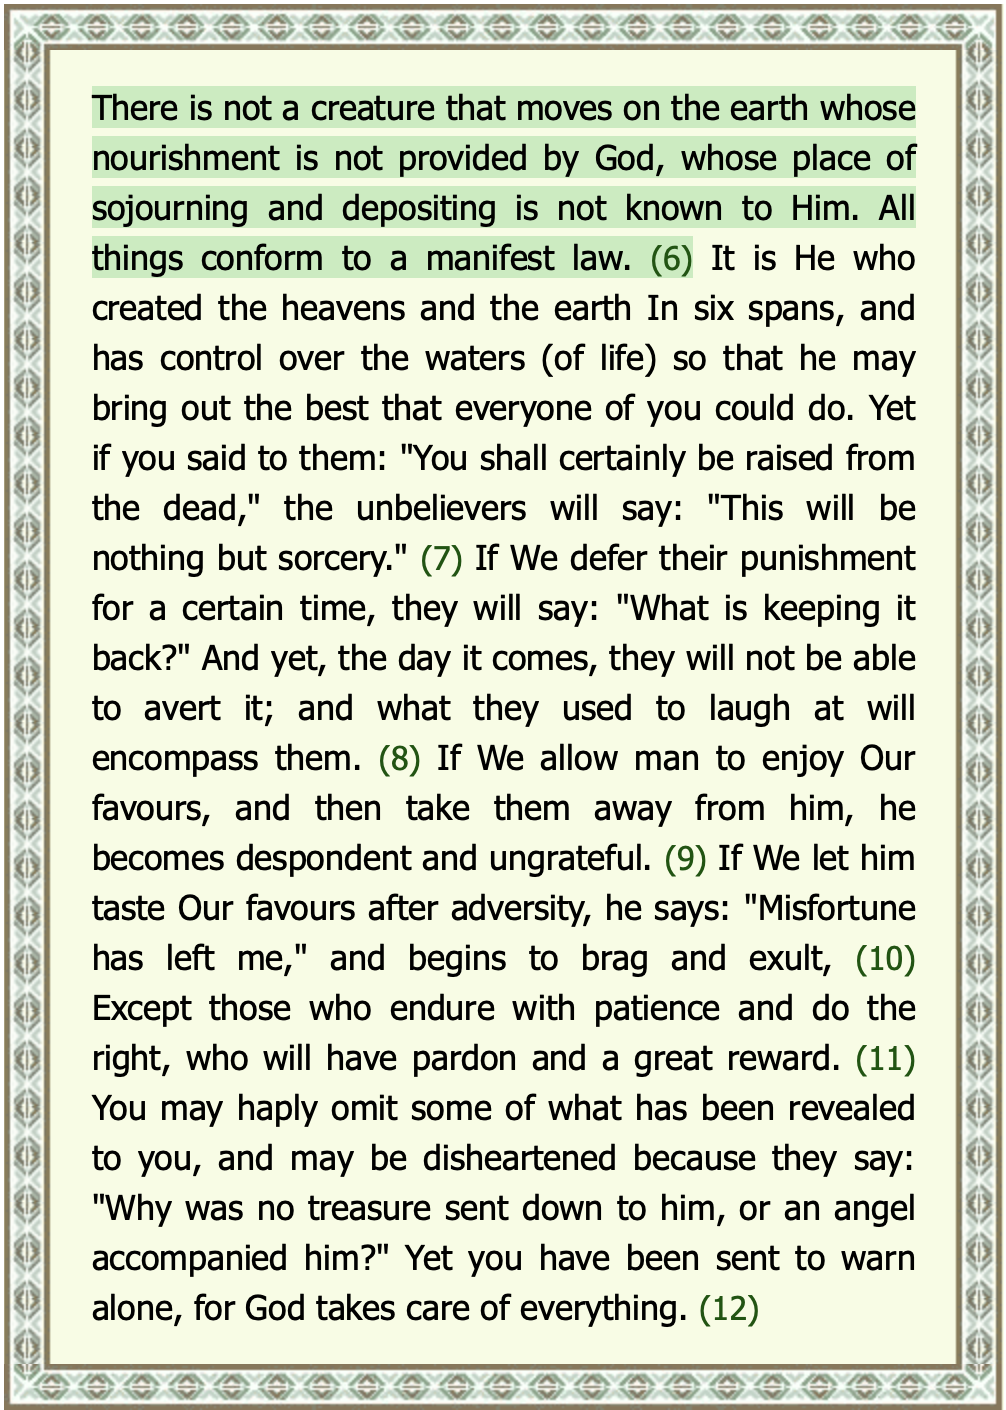 There is not a creature that moves on the earth whose
nourishment is not provided by God, whose place of
sojourning and depositing is not known to Him. All
things conform to a manifest law. (6) It is He who
created the heavens and the earth In six spans, and
has control over the waters (of life) so that he may
bring out the best that everyone of you could do. Yet
if you said to them: "You shall certainly be raised from
the dead," the unbelievers will say: "This will be
nothing but sorcery." (7) If We defer their punishment
for a certain time, they will say: "What is keeping it
back?" And yet, the day it comes, they will not be able
to avert it; and what they used to laugh at will
encompass them. (8) If We allow man to enjoy Our
favours, and then take them away from him, he
becomes despondent and ungrateful. (9) If We let him
taste Our favours after adversity, he says: "Misfortune
has left me," and begins to brag and exult, (10)
Except those who endure with patience and do the
right, who will have pardon and a great reward. (11)
You may haply omit some of what has been revealed
to you, and may be disheartened because they say:
"Why was no treasure sent down to him, or an angel
accompanied him?" Yet you have been sent to warn
alone, for God takes care of everything. (12)